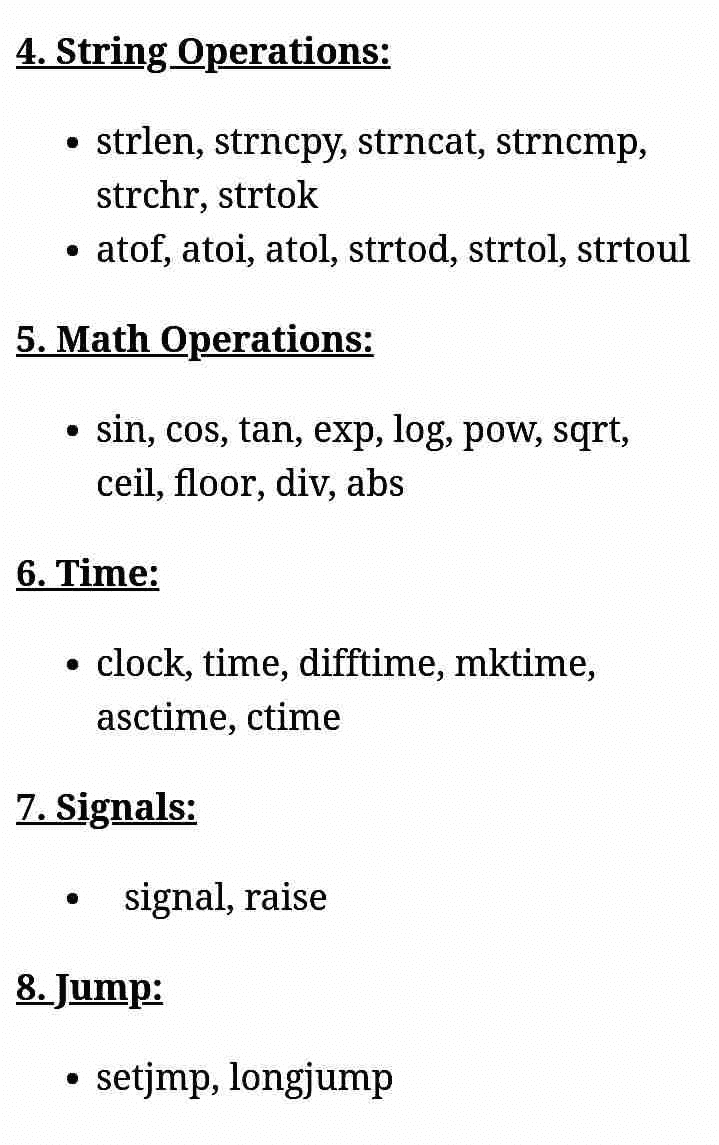 4. String Operations:
• strlen, strncpy, strncat, strncmp,
strchr, strtok
• atof, atoi, atol, strtod, strtol, strtoul
5. Math Operations:
• sin, cos, tan, exp, log, pow, sqrt,
ceil, floor, div, abs
6. Time:
• clock, time, difftime, mktime,
asctime, ctime
7. Signals:
• signal, raise
8. Jump:
• setjmp, longjump